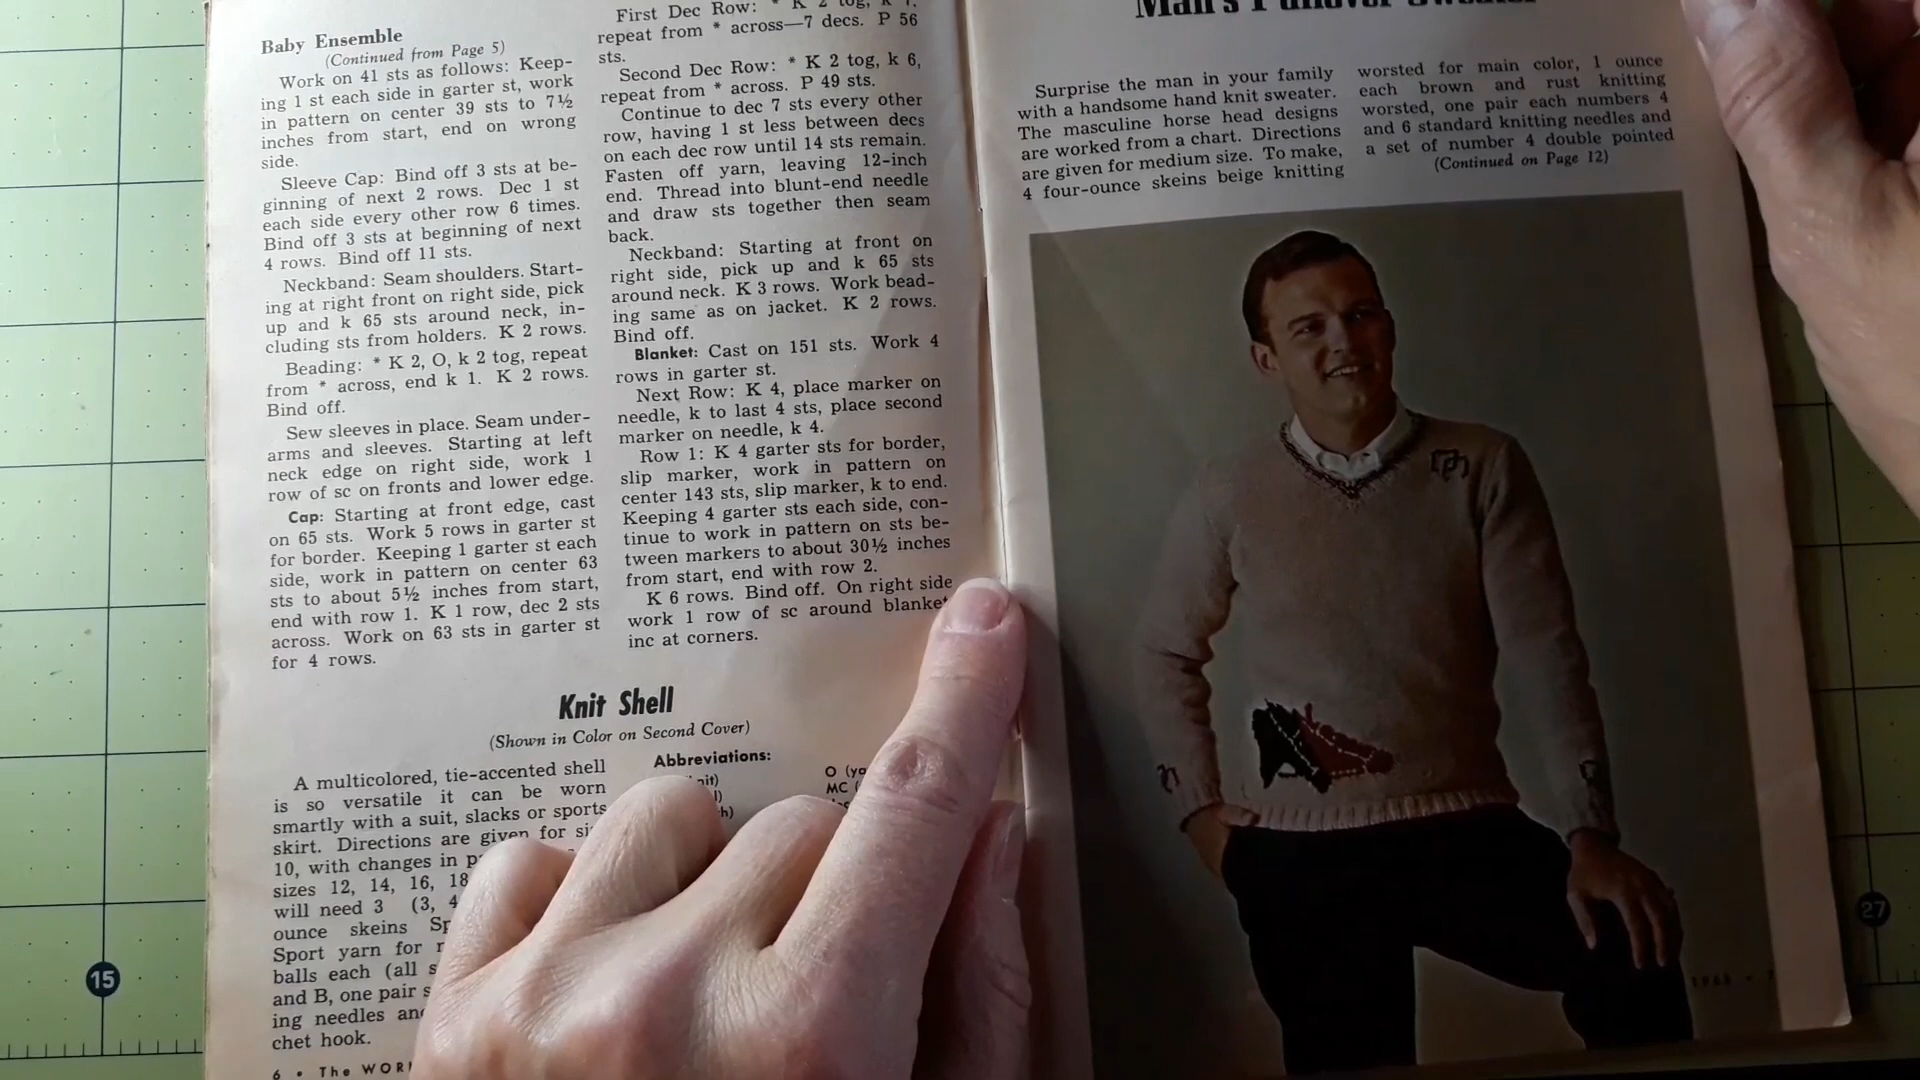 Baby Ensemble
(Continued from Page 5)
Work on 41 sts as follows: Keep-
ing 1 st each side in garter st, work
in pattern on center 39 sts to 7½
inches from start, end on wrong
side.
Sleeve Cap: Bind off 3 sts at be-
ginning of next 2 rows. Dec 1 st
each side every other row 6 times.
Bind off 3 sts at beginning of next
4 rows. Bind off 11 sts.
Neckband: Seam shoulders. Start-
ing at right front on right side, pick
up and k 65 sts around neck, in-
cluding sts from holders. K 2 rows.
Beading: * K 2, O, k 2 tog, repeat
from * across, end k 1. K 2 rows.
Bind off.
Sew sleeves in place. Seam under-
arms and sleeves. Starting at left
neck edge on right side, work 1
row of sc on fronts and lower edge.
Cap: Starting at front edge, cast
on 65 sts. Work 5 rows in garter st
for border. Keeping 1 garter st each
side, work in pattern on center 63
sts to about 5½ inches from start,
end with row 1. K 1 row, dec 2 sts
across. Work on 63 sts in garter st
for 4 rows.
First Dec Row: * K 2 tog, k 7,
repeat from * across—7 decs. P 56
sts.
Second Dec Row: * K 2 tog, k 6,
repeat from * across. P 49 sts.
Continue to dec 7 sts every other
row, having 1 st less between decs
on each dec row until 14 sts remain.
Fasten off yarn, leaving 12-inch
end. Thread into blunt-end needle
and draw sts together then seam
back.
Neckband: Starting at front on
right side, pick up and k 65 sts
around neck. K 3 rows. Work bead-
ing same as on jacket. K 2 rows.
Bind off.
Blanket: Cast on 151 sts. Work 4
rows in garter st.
Next Row: K 4, place marker on
needle, k to last 4 sts, place second
marker on needle, k 4.
Row 1: K 4 garter sts for border,
slip marker, work in pattern on
center 143 sts, slip marker, k to end.
Keeping 4 garter sts each side, con-
tinue to work in pattern on sts be-
tween markers to about 30½ inches
from start, end with row 2.
K 6 rows. Bind off. On right side
work 1 row of sc around blanket
inc at corners.
Knit Shell
(Shown in Color on Second Cover)
A multicolored, tie-accented shell
is so versatile it can be worn
smartly with a suit, slacks or sports
skirt. Directions are given for
10, with changes in
sizes 12, 14, 16, 18
will need 3 (3,
ounce skeins
Sport yarn for
balls each (all
and B, one pair
ing needles
chet hook.
Abbreviations:
O
MC
6 • The
Man's Pullover Sweater
Surprise the man in your family
with a handsome hand knit sweater.
The masculine horse head designs
are worked from a chart. Directions
are given for medium size. To make,
4 four-ounce skeins beige knitting
worsted for main color, 1 ounce
each brown and rust knitting
worsted, one pair each numbers 4
and 6 standard knitting needles and
a set of number 4 double pointed
(Continued on Page 12)
15
27